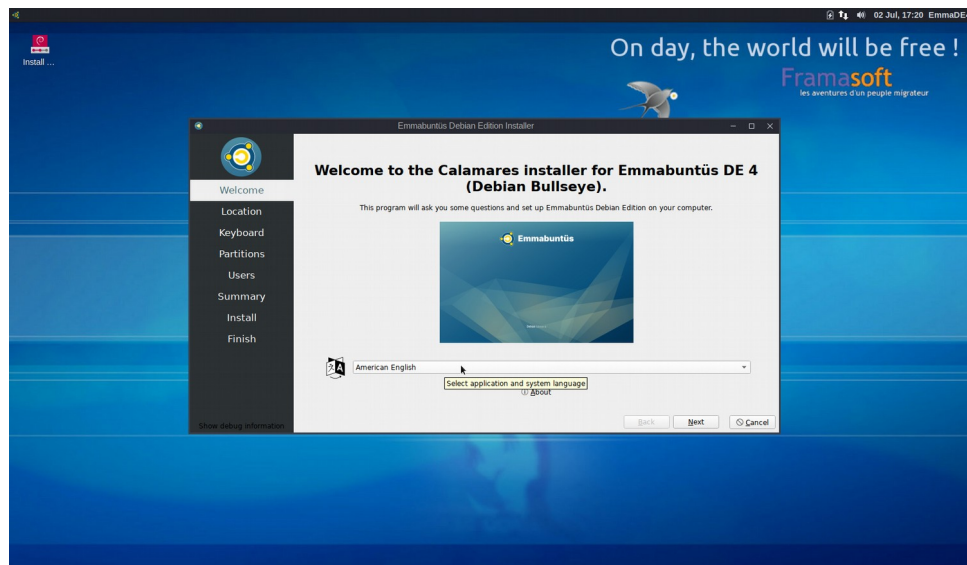 02 Jul, 17:20 EmmaDE
Install ...
On day, the world will be free !
Framasoft
les aventures d'un peuple migrateur
Emmabuntüs Debian Edition Installer
Welcome to the Calamares installer for Emmabuntüs DE 4
(Debian Bullseye).
This program will ask you some questions and set up Emmabuntüs Debian Edition on your computer.
Welcome
Location
Keyboard
Partitions
Users
Summary
Install
Finish
Emmabuntüs
American English
Select application and system language
About
Show debug information
Back
Next
Cancel